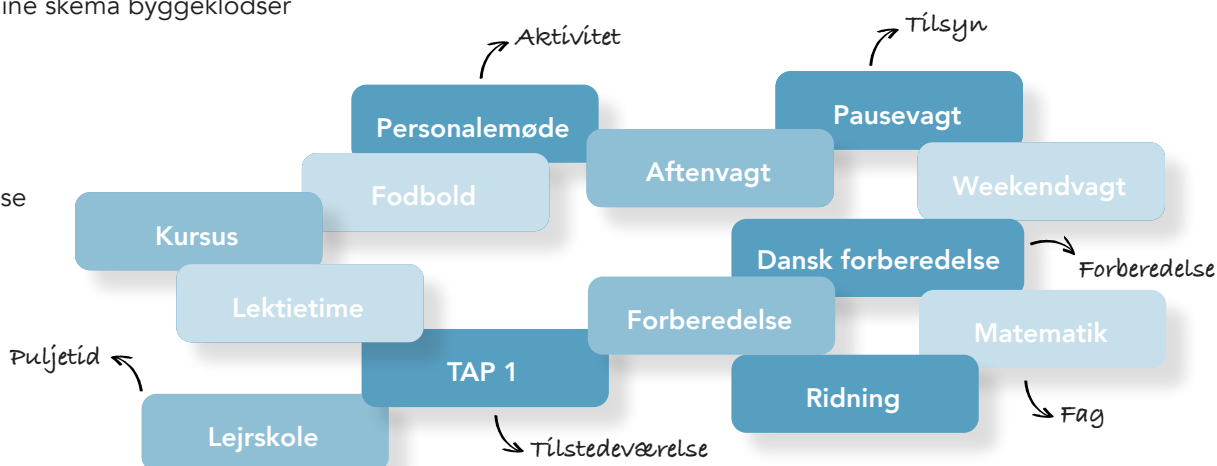 ine skema byggeklodser
Aktivitet
Tilsyn
Personalemøde
Pausevagt
Aftenvagt
Fodbold
Weekendvagt
se
Kursus
Dansk forberedelse
Forberedelse
Lektietime
Forberedelse
Matematik
Puljetid
TAP 1
Ridning
Fag
Lejrskole
Tilstedeværelse